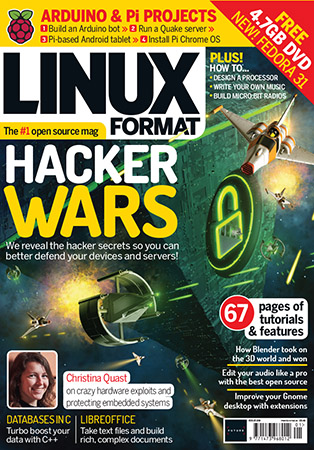 ARDUINO & Pi PROJECTS
1 Build an Arduino bot >> 2 Run a Quake server >>
3 Pi-based Android tablet >> 4 Install Pi Chrome OS
FREE
4.7GB DVD
NEW! FEDORA 31
PLUS!
HOW TO...
• DESIGN A PROCESSOR
• WRITE YOUR OWN MUSIC
• BUILD MICRO:BIT RADIOS
LINUX
FORMAT
The #1 open source mag
HACKER
WARS
We reveal the hacker secrets so you can
better defend your devices and servers!
67 pages of
tutorials
& features
How Blender took on
the 3D world and won
Edit your audio like a pro
with the best open source
Improve your Gnome
desktop with extensions
Christina Quast
on crazy hardware exploits and
protecting embedded systems
DATABASES IN C
Turbo boost your
data with C++
LIBREOFFICE
Take text files and build
rich, complex documents
FUTURE
01>
9 771473 968012